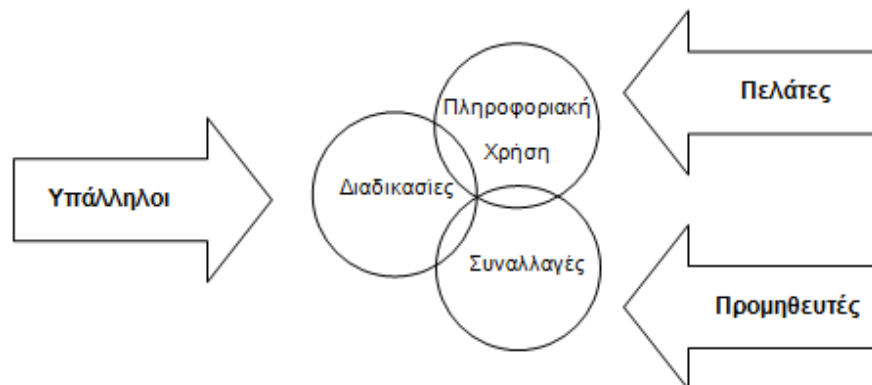 Πελάτες
Πληροφοριακή
Χρήση
Υπάλληλοι
Διαδικασίες
Συναλλαγές
Προμηθευτές